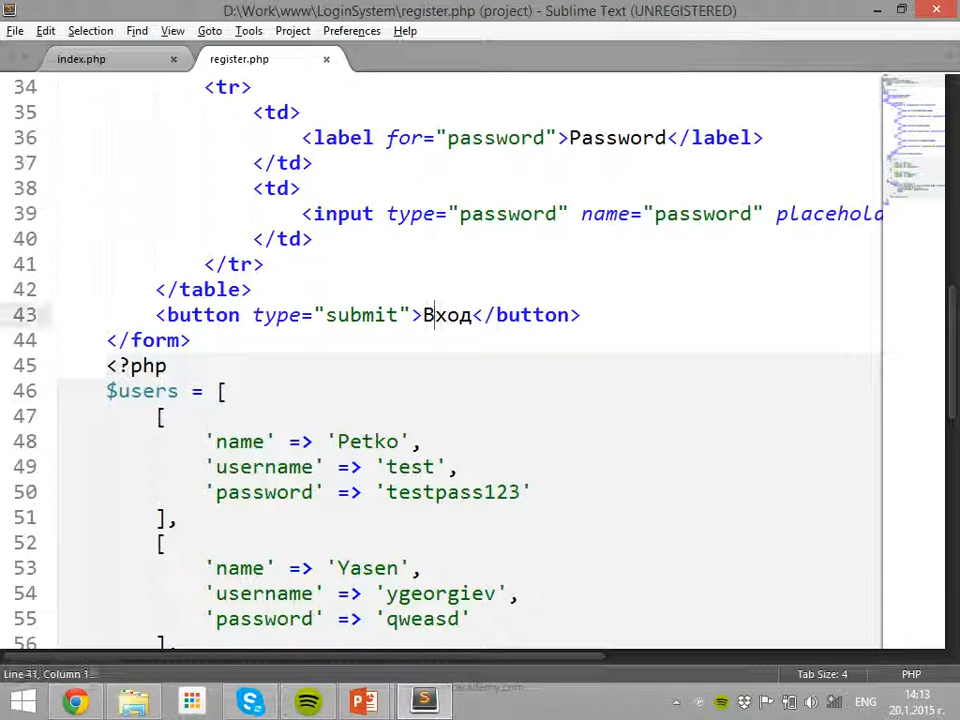 D:\Work\www\LoginSystem\register.php (project) - Sublime Text (UNREGISTERED)
File Edit Selection Find View Goto Tools Project Preferences Help
index.php × register.php ×
34 <tr>
35 <td>
36 <label for="password">Password</label>
37 </td>
38 <td>
39 <input type="password" name="password" placehola
40 </td>
41 </tr>
42 </table>
43 <button type="submit">Вход</button>
44 </form>
45 <?php
46 $users = [
47 [
48 'name' => 'Petko',
49 'username' => 'test',
50 'password' => 'testpass123'
51 ],
52 [
53 'name' => 'Yasen',
54 'username' => 'ygeorgiev',
55 'password' => 'qweasd'
56 ],
Line 31, Column 1 Tab Size: 4 PHP
ЕНГ 14:13
20.1.2015 г.